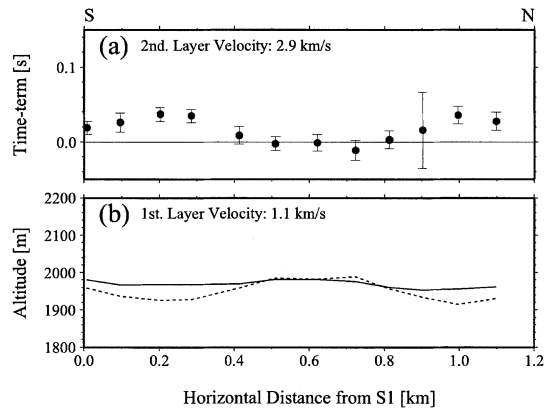 S N
(a) 2nd. Layer Velocity: 2.9 km/s
Time-term [s]
0.1
0.0
(b) 1st. Layer Velocity: 1.1 km/s
Altitude [m]
2200
2100
2000
1900
1800
0.0 0.2 0.4 0.6 0.8 1.0 1.2
Horizontal Distance from S1 [km]